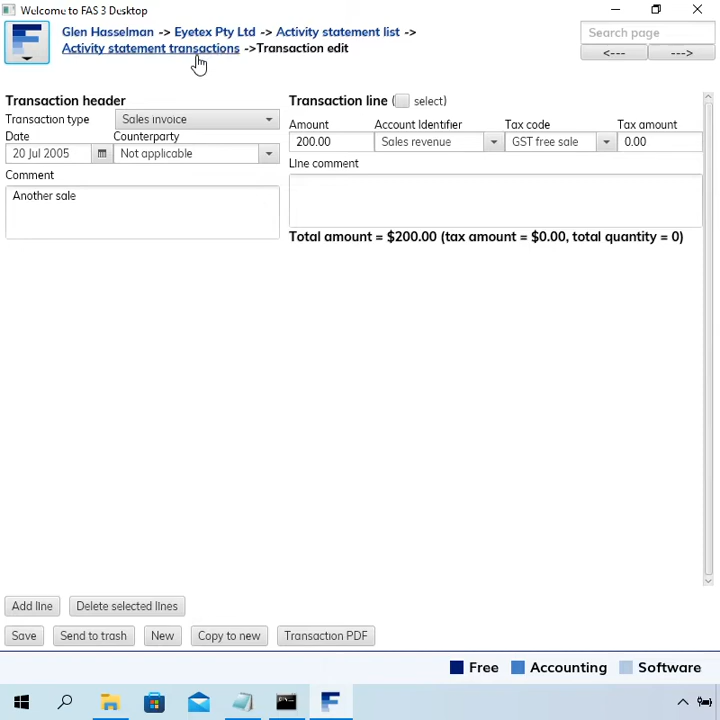 Welcome to FAS 3 Desktop
Glen Hasselman -> Eyetex Pty Ltd -> Activity statement list ->
Activity statement transactions ->Transaction edit
Search page
<--- --->
Transaction header
Transaction line ( select)
Transaction type Sales invoice
Amount Account Identifier Tax code Tax amount
Date Counterparty
200.00 Sales revenue GST free sale 0.00
20 Jul 2005 Not applicable
Line comment
Comment
Another sale
Total amount = $200.00 (tax amount = $0.00, total quantity = 0)
Add line Delete selected lines
Save Send to trash New Copy to new Transaction PDF
Free Accounting Software